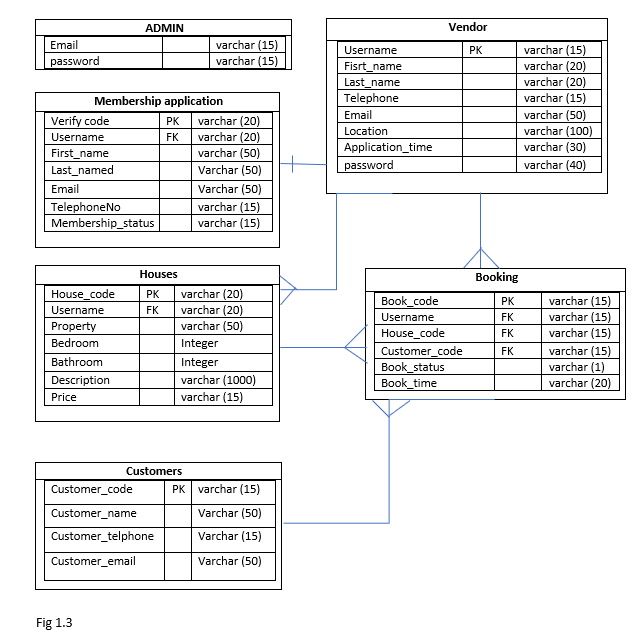 ADMIN
Email varchar (15)
password varchar (15)
Vendor
Username PK varchar (15)
Fisrt_name varchar (20)
Last_name varchar (20)
Telephone varchar (15)
Email varchar (50)
Location varchar (100)
Application_time varchar (30)
password varchar (40)
Membership application
Verify code PK varchar (20)
Username FK varchar (20)
First_name varchar (50)
Last_named Varchar (50)
Email Varchar (50)
TelephoneNo varchar (15)
Membership_status varchar (15)
Houses
House_code PK varchar (20)
Username FK varchar (20)
Property varchar (50)
Bedroom Integer
Bathroom Integer
Description varchar (1000)
Price varchar (15)
Booking
Book_code PK varchar (15)
Username FK varchar (15)
House_code FK varchar (15)
Customer_code FK varchar (15)
Book_status varchar (1)
Book_time varchar (20)
Customers
Customer_code PK varchar (15)
Customer_name Varchar (50)
Customer_telphone Varchar (15)
Customer_email Varchar (50)
Fig 1.3